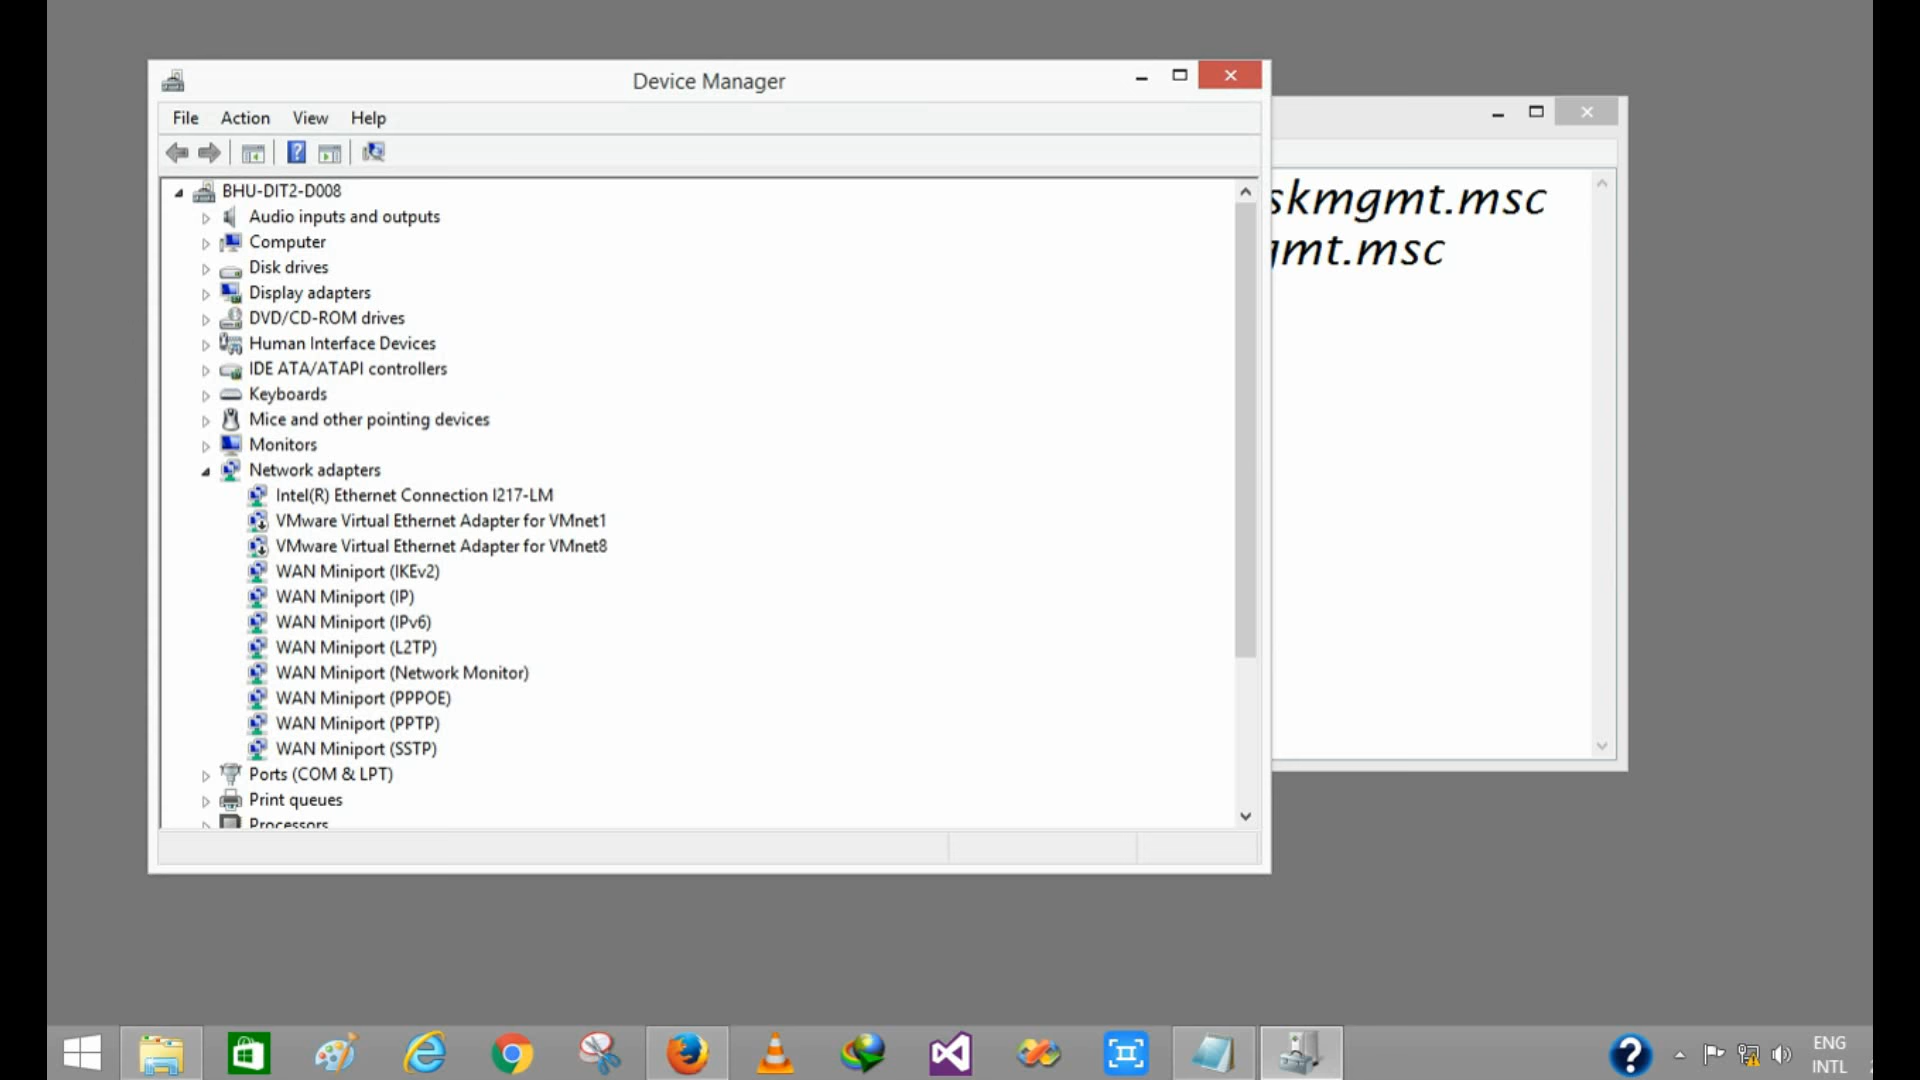 Device Manager
File Action View Help
BHU-DIT2-D008
Audio inputs and outputs
Computer
Disk drives
Display adapters
DVD/CD-ROM drives
Human Interface Devices
IDE ATA/ATAPI controllers
Keyboards
Mice and other pointing devices
Monitors
Network adapters
Intel(R) Ethernet Connection I217-LM
VMware Virtual Ethernet Adapter for VMnet1
VMware Virtual Ethernet Adapter for VMnet8
WAN Miniport (IKEv2)
WAN Miniport (IP)
WAN Miniport (IPv6)
WAN Miniport (L2TP)
WAN Miniport (Network Monitor)
WAN Miniport (PPPOE)
WAN Miniport (PPTP)
WAN Miniport (SSTP)
Ports (COM & LPT)
Print queues
Processors
skmgmt.msc
gmt.msc
ENG
INTL